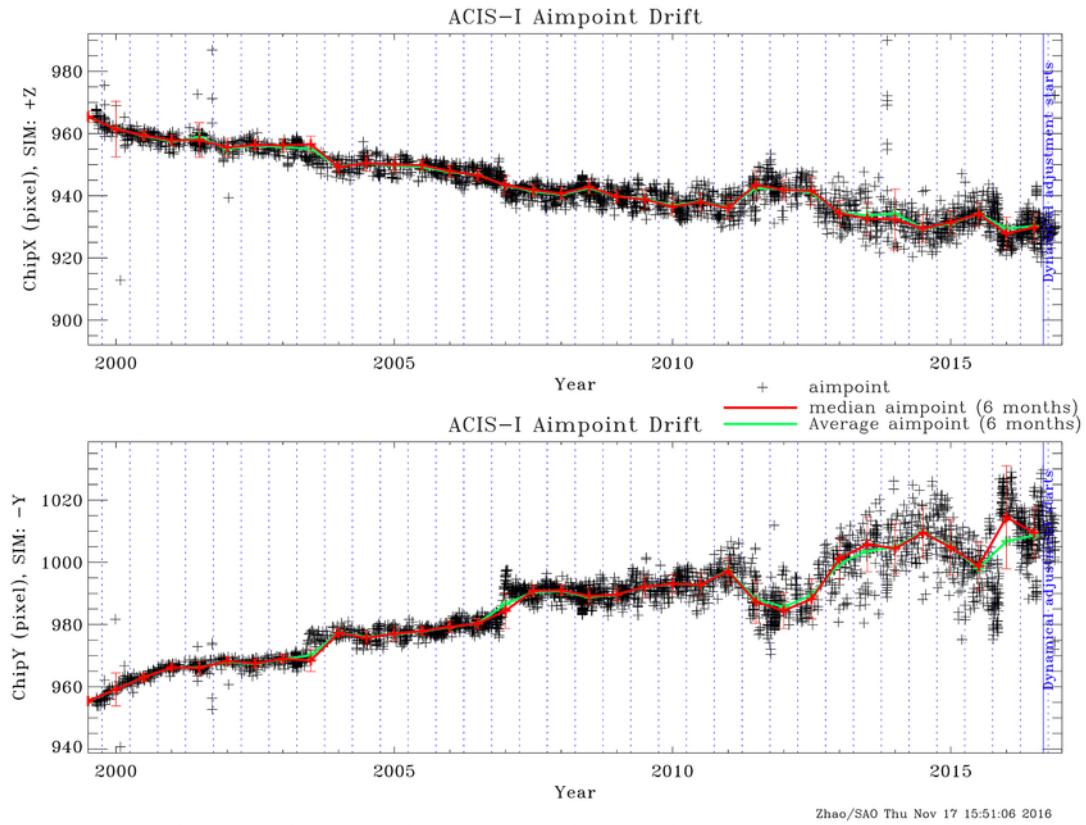 ACIS-I Aimpoint Drift
980
960
940
920
900
ChipX (pixel), SIM: +Z
Dynamical adjustment starts
2000 2005 2010 2015
Year
+ aimpoint
median aimpoint (6 months)
Average aimpoint (6 months)
ACIS-I Aimpoint Drift
1020
1000
980
960
940
ChipY (pixel), SIM: -Y
Dynamical adjustment starts
2000 2005 2010 2015
Year
Zhao/SAO Thu Nov 17 15:51:06 2016